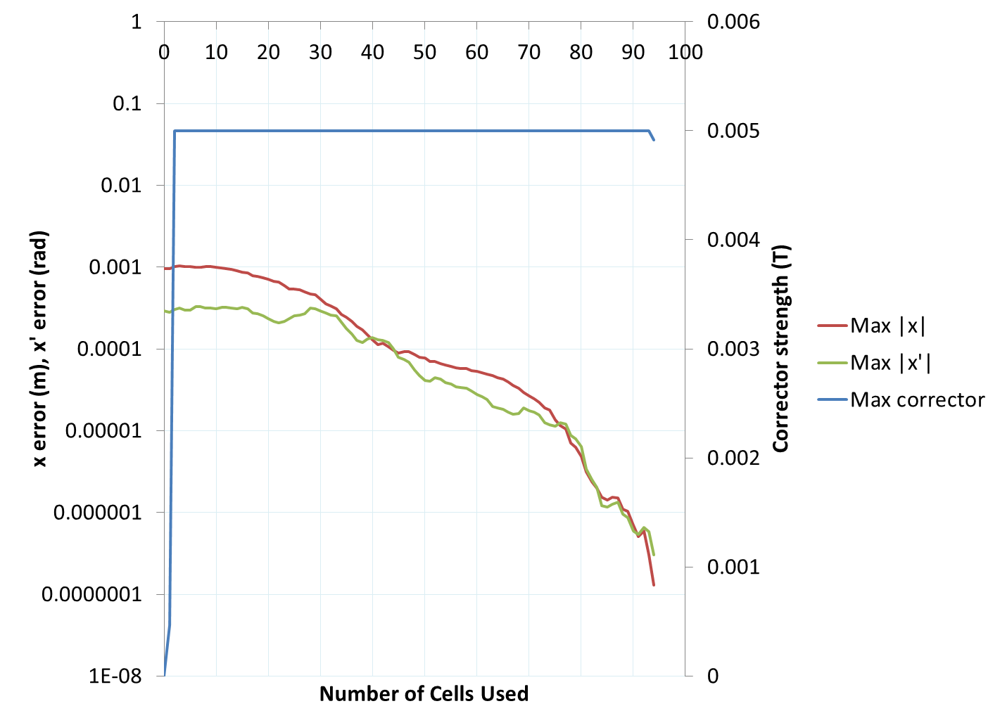 1
0.1
0.01
0.001
0.0001
0.00001
0.000001
0.0000001
1E-08
x error (m), x' error (rad)
0 10 20 30 40 50 60 70 80 90 100
Number of Cells Used
0.006
0.005
0.004
0.003
0.002
0.001
0
Corrector strength (T)
Max |x|
Max |x'|
Max corrector